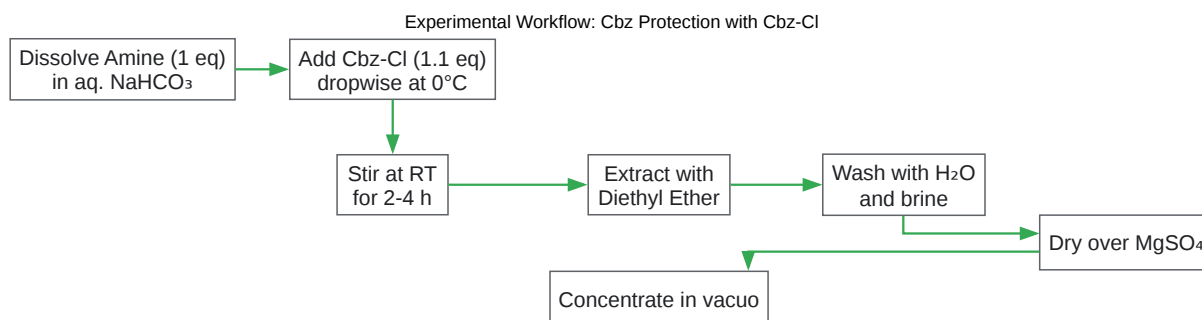 Experimental Workflow: Cbz Protection with Cbz-Cl
Dissolve Amine (1 eq)
in aq. NaHCO₃
Add Cbz-Cl (1.1 eq)
dropwise at 0°C
Stir at RT
for 2-4 h
Extract with
Diethyl Ether
Wash with H₂O
and brine
Dry over MgSO₄
Concentrate in vacuo